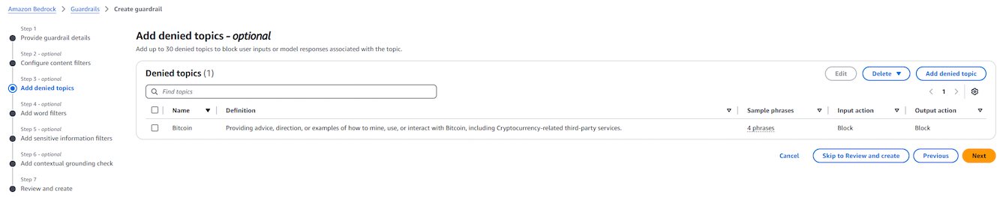 Amazon Bedrock > Guardrails > Create guardrail
Step 1
Provide guardrail details
Step 2 - optional
Configure content filters
Step 3 - optional
Add denied topics
Step 4 - optional
Add word filters
Step 5 - optional
Add sensitive information filters
Step 6 - optional
Add contextual grounding check
Step 7
Review and create
Add denied topics - optional
Add up to 30 denied topics to block user inputs or model responses associated with the topic.
Denied topics (1)
Edit Delete Add denied topic
Find topics
1
Name Definition Sample phrases Input action Output action
Bitcoin Providing advice, direction, or examples of how to mine, use, or interact with Bitcoin, including Cryptocurrency-related third-party services. 4 phrases Block Block
Cancel Skip to Review and create Previous Next